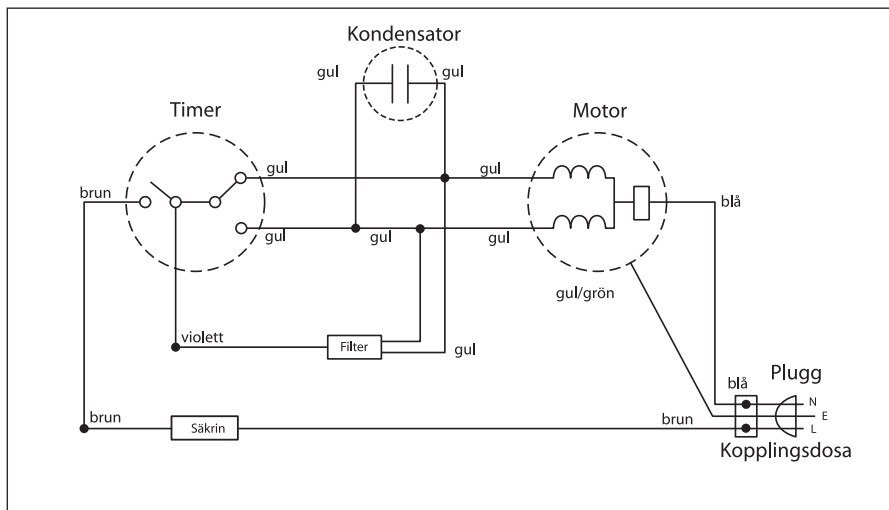 Kondensator
gul gul
Timer
Motor
brun
gul
gul
gul
gul
gul
blå
gul/grön
violett
Filter
gul
blå
Plugg
N
E
L
brun
Säkrin
brun
Kopplingsdosa